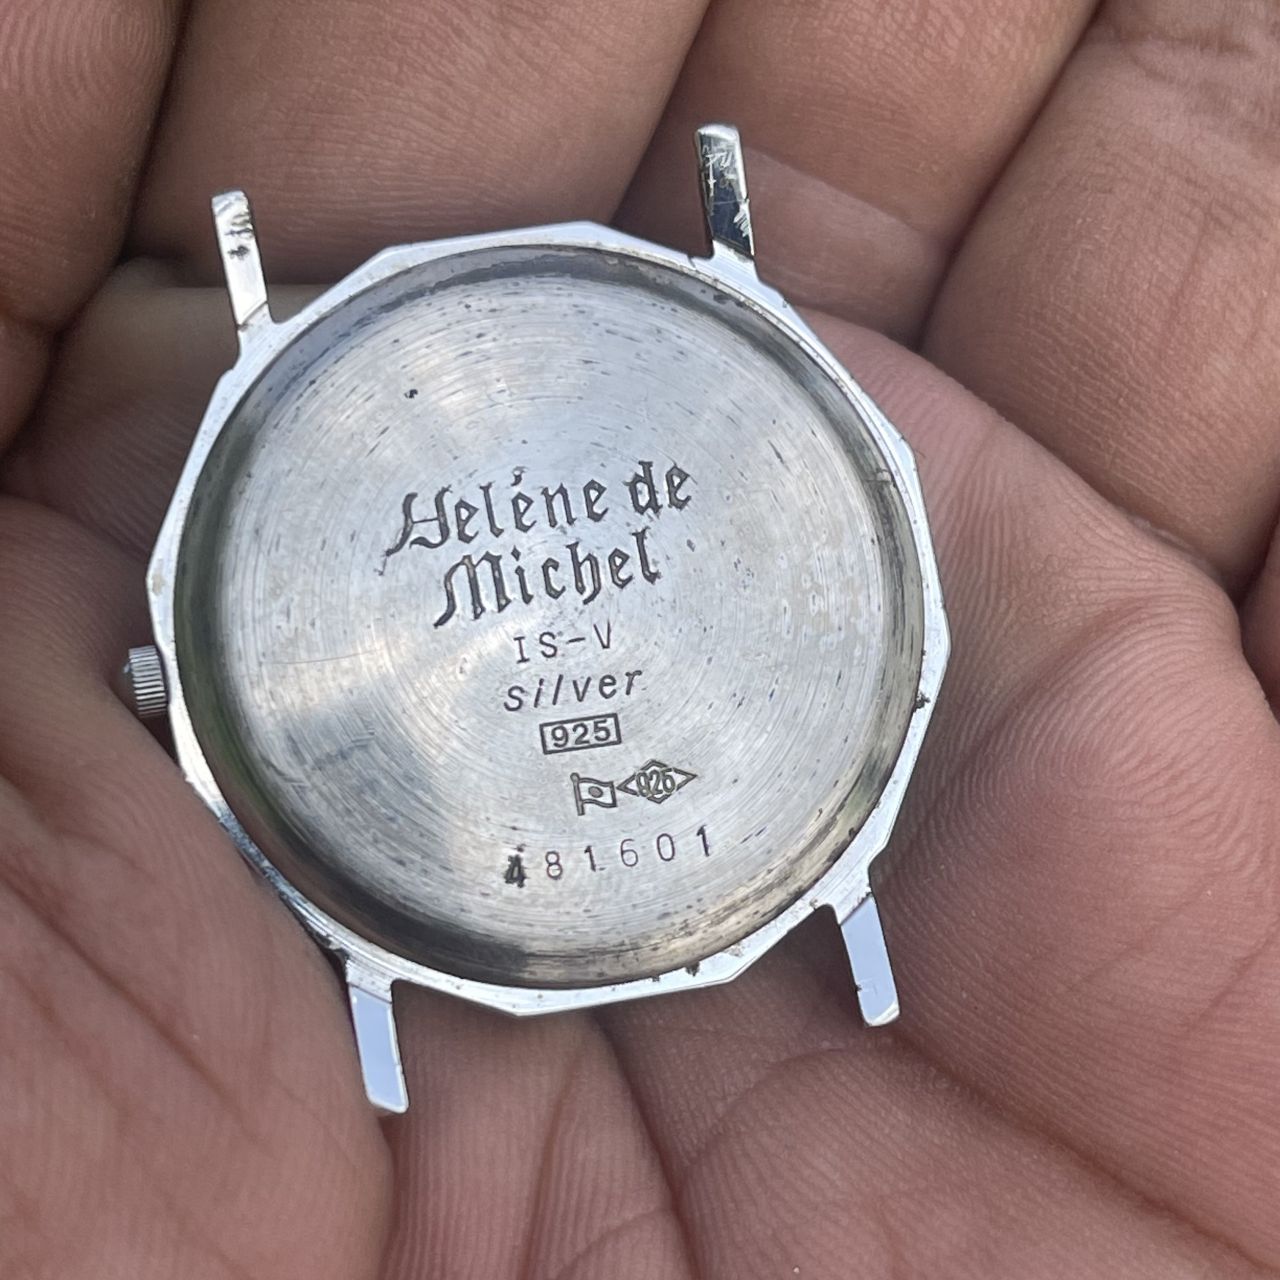 Heléne de
Michel
IS-V
silver
925
925
481601